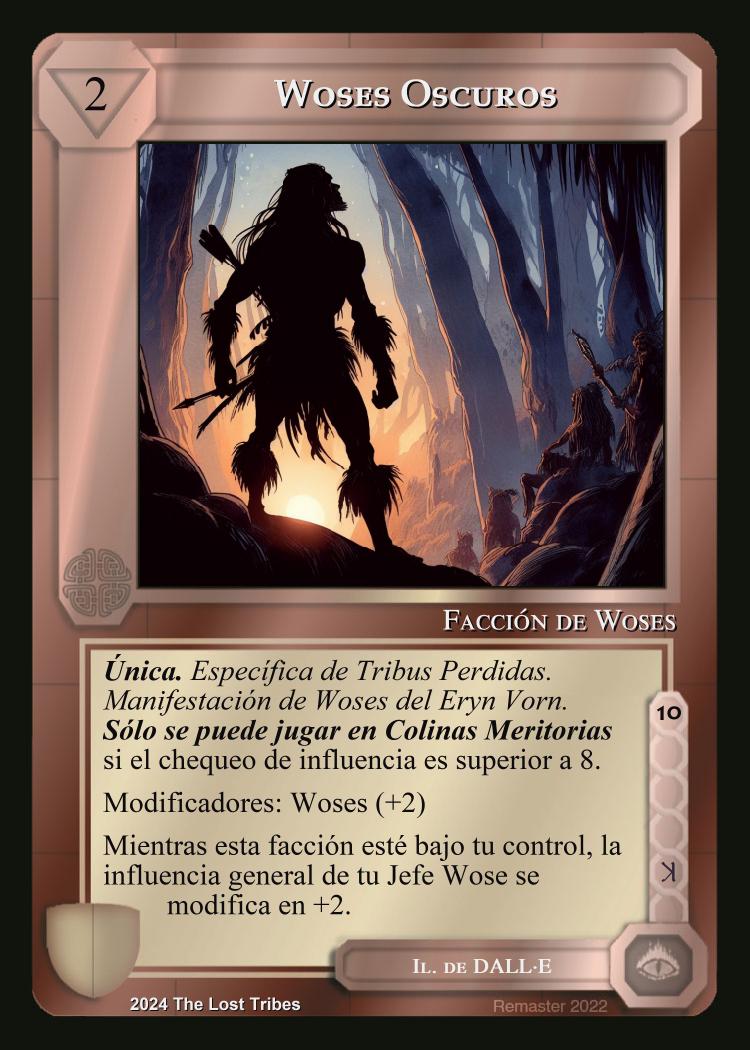 2
Woses Oscuros
Facción de Woses
Única. Específica de Tribus Perdidas.
Manifestación de Woses del Eryn Vorn.
Sólo se puede jugar en Colinas Meritorias
si el chequeo de influencia es superior a 8.
Modificadores: Woses (+2)
Mientras esta facción esté bajo tu control, la
influencia general de tu Jefe Wose se
modifica en +2.
10
Il. de DALL·E
2024 The Lost Tribes
Remaster 2022